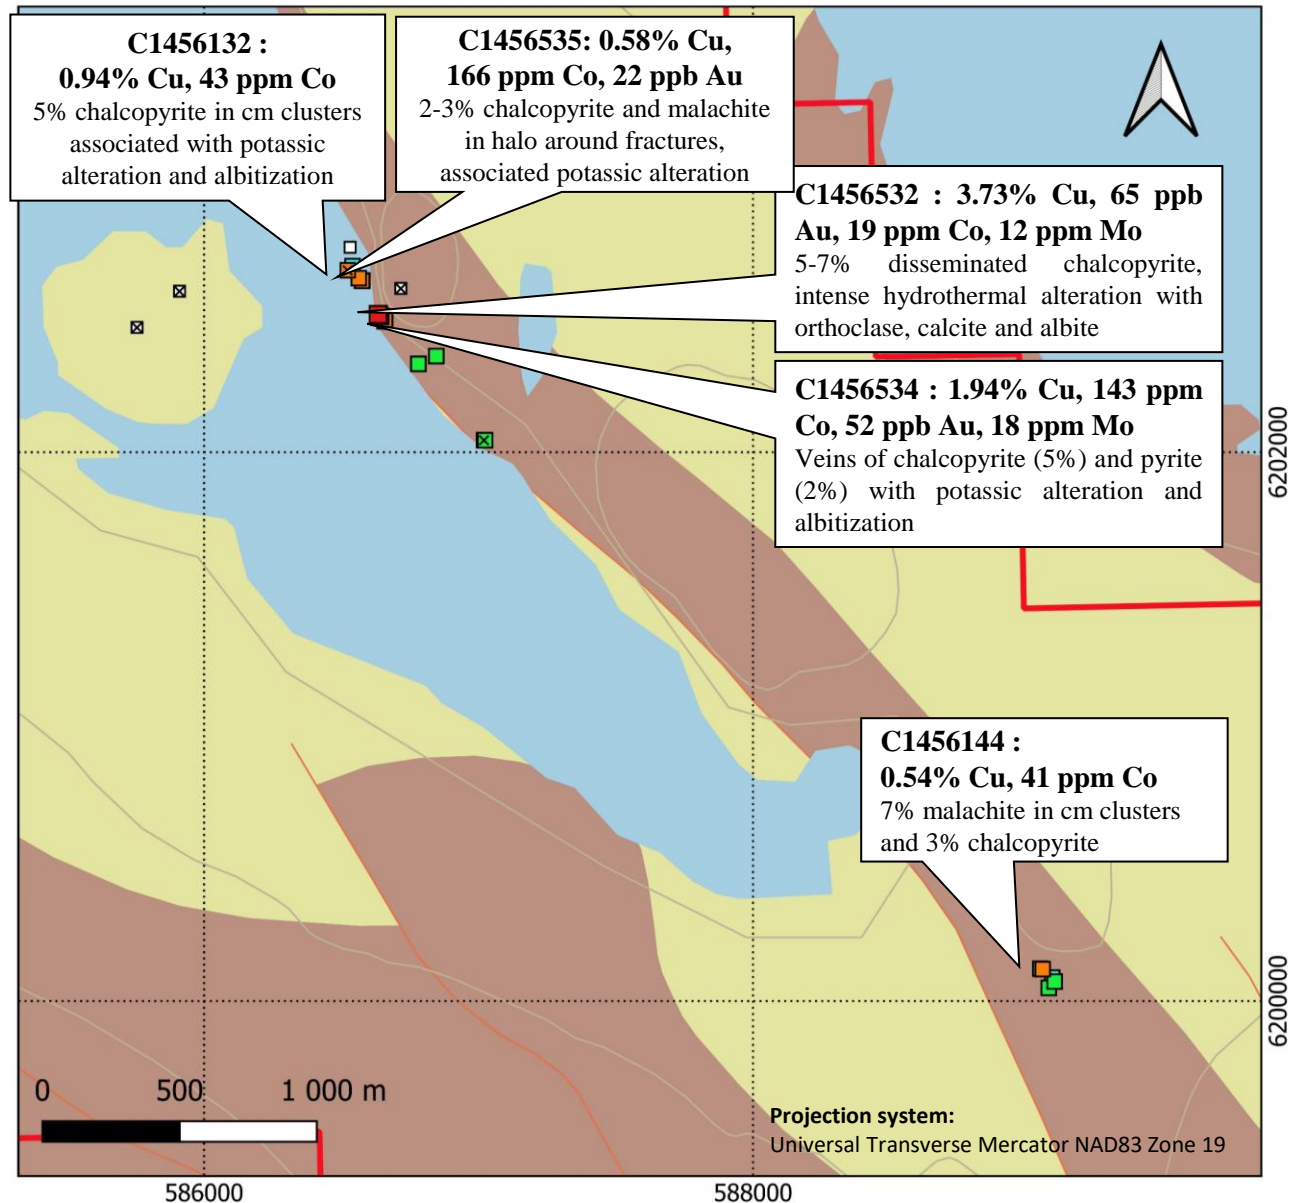 C1456132 :
0.94% Cu, 43 ppm Co
5% chalcopyrite in cm clusters
associated with potassic
alteration and albitization
C1456535: 0.58% Cu,
166 ppm Co, 22 ppb Au
2-3% chalcopyrite and malachite
in halo around fractures,
associated potassic alteration
C1456532 : 3.73% Cu, 65 ppb
Au, 19 ppm Co, 12 ppm Mo
5-7% disseminated chalcopyrite,
intense hydrothermal alteration with
orthoclase, calcite and albite
C1456534 : 1.94% Cu, 143 ppm
Co, 52 ppb Au, 18 ppm Mo
Veins of chalcopyrite (5%) and pyrite
(2%) with potassic alteration and
albitization
6202000
C1456144 :
0.54% Cu, 41 ppm Co
7% malachite in cm clusters
and 3% chalcopyrite
6200000
0 500 1 000 m
Projection system:
Universal Transverse Mercator NAD83 Zone 19
586000 588000